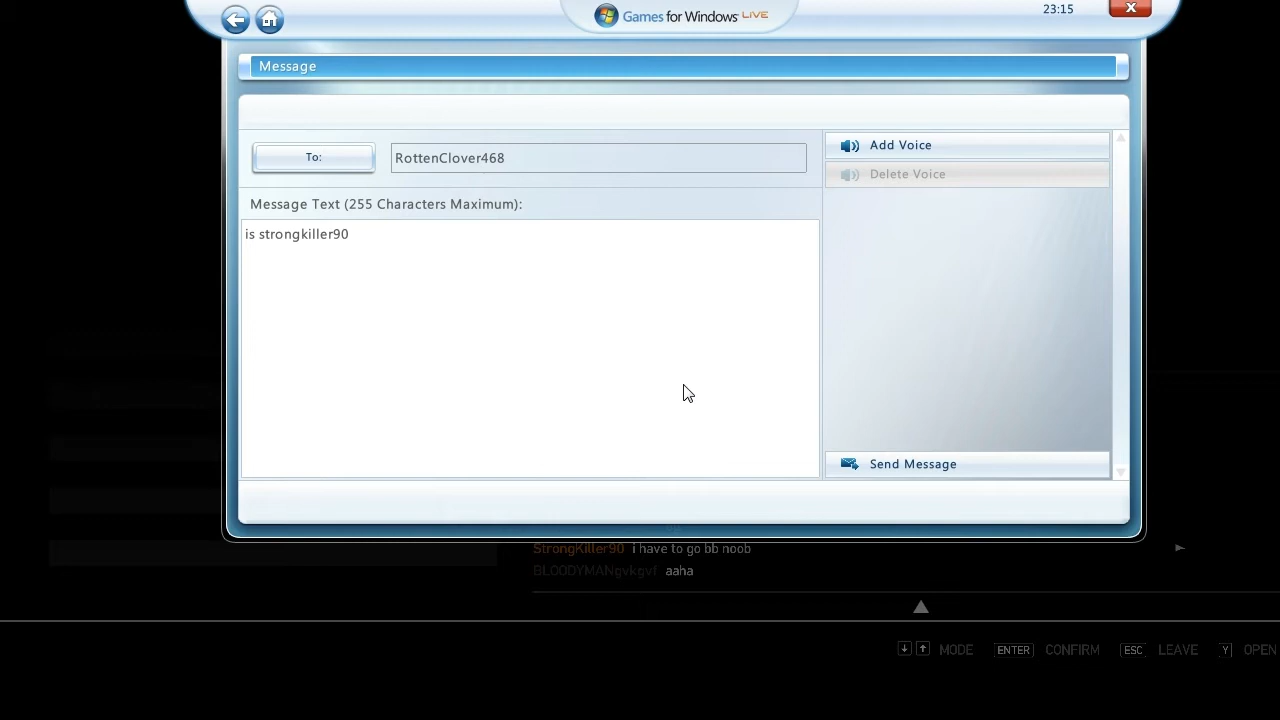 Games for Windows LIVE
23:15
Message
To:
RottenClover468
Add Voice
Delete Voice
Message Text (255 Characters Maximum):
is strongkiller90
Send Message
StrongKiller90 i have to go bb noob
BLOODYMANgvkgvf aaha
MODE ENTER CONFIRM ESC LEAVE Y OPEN